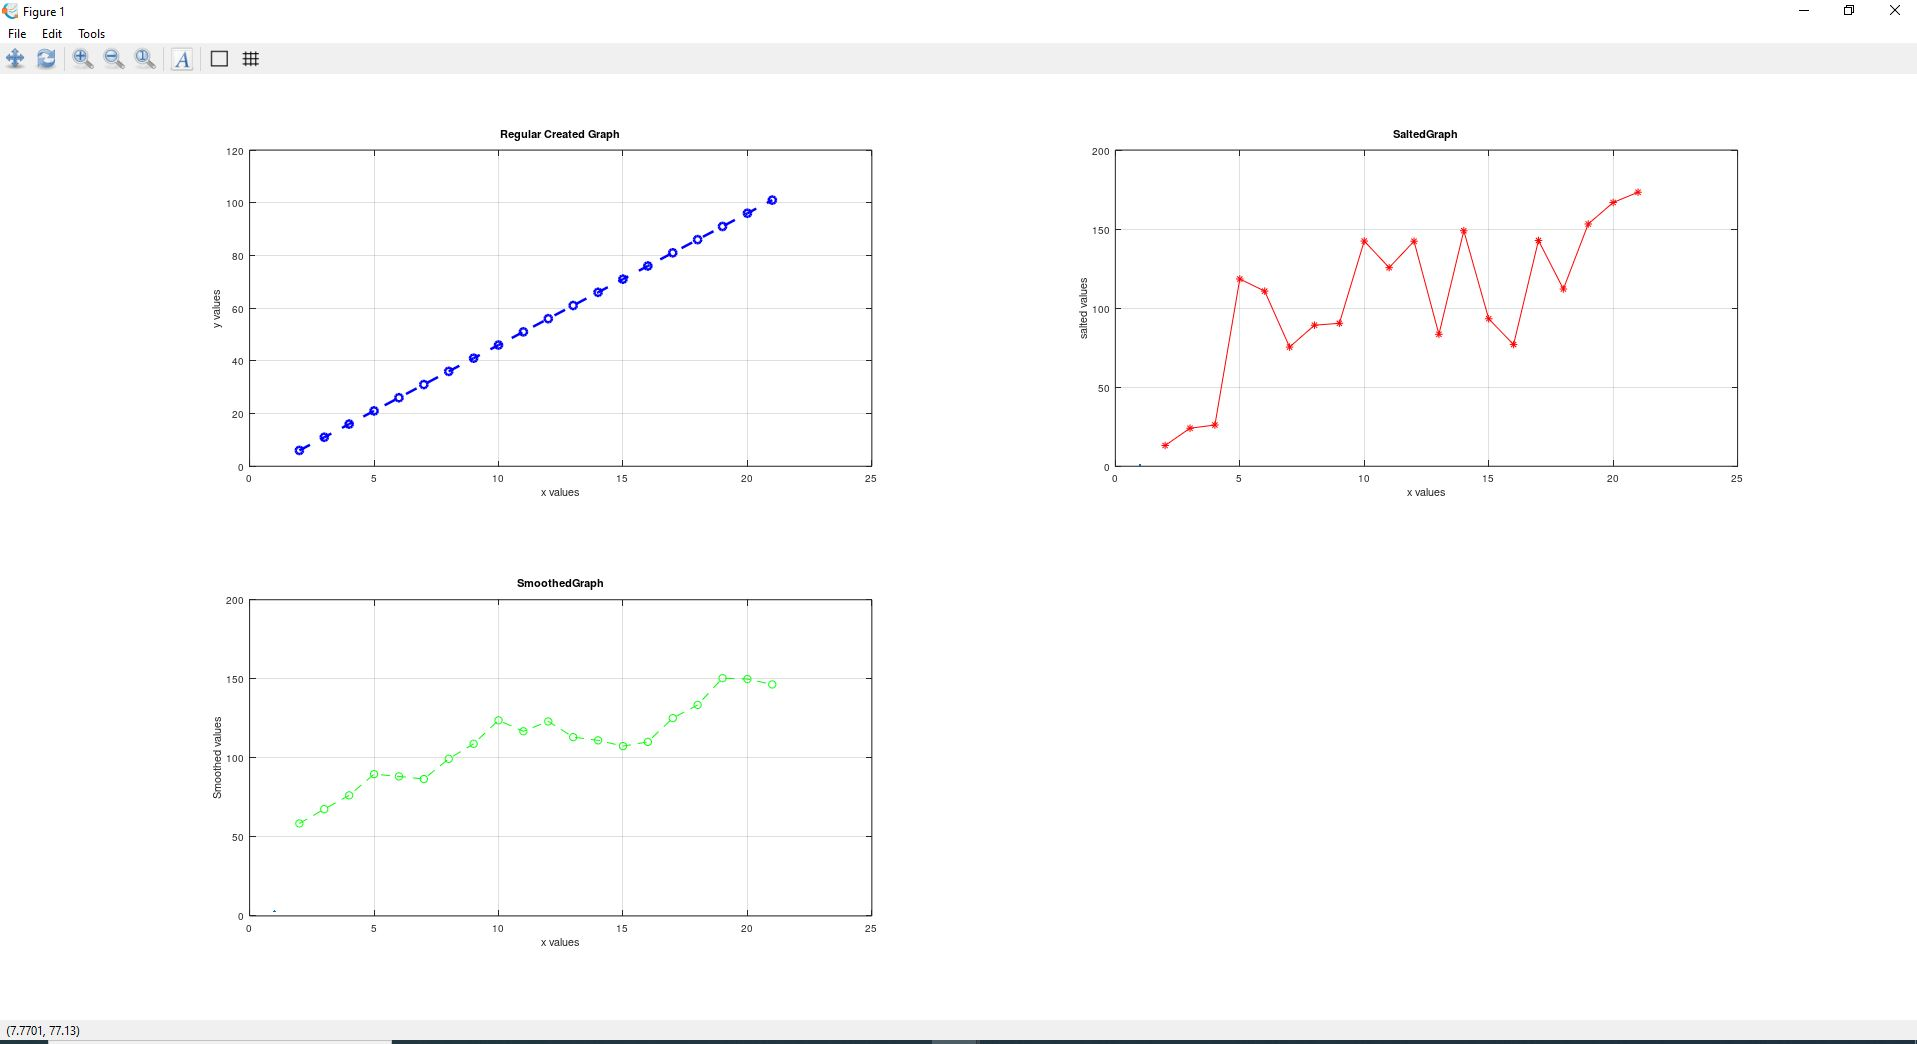 Figure 1
File Edit Tools
A
Regular Created Graph
120
100
80
60
40
20
0
y values
0 5 10 15 20 25
x values
SaltedGraph
200
150
100
50
0
salted values
0 5 10 15 20 25
x values
SmoothedGraph
200
150
100
50
0
Smoothed values
0 5 10 15 20 25
x values
(7.7701, 77.13)